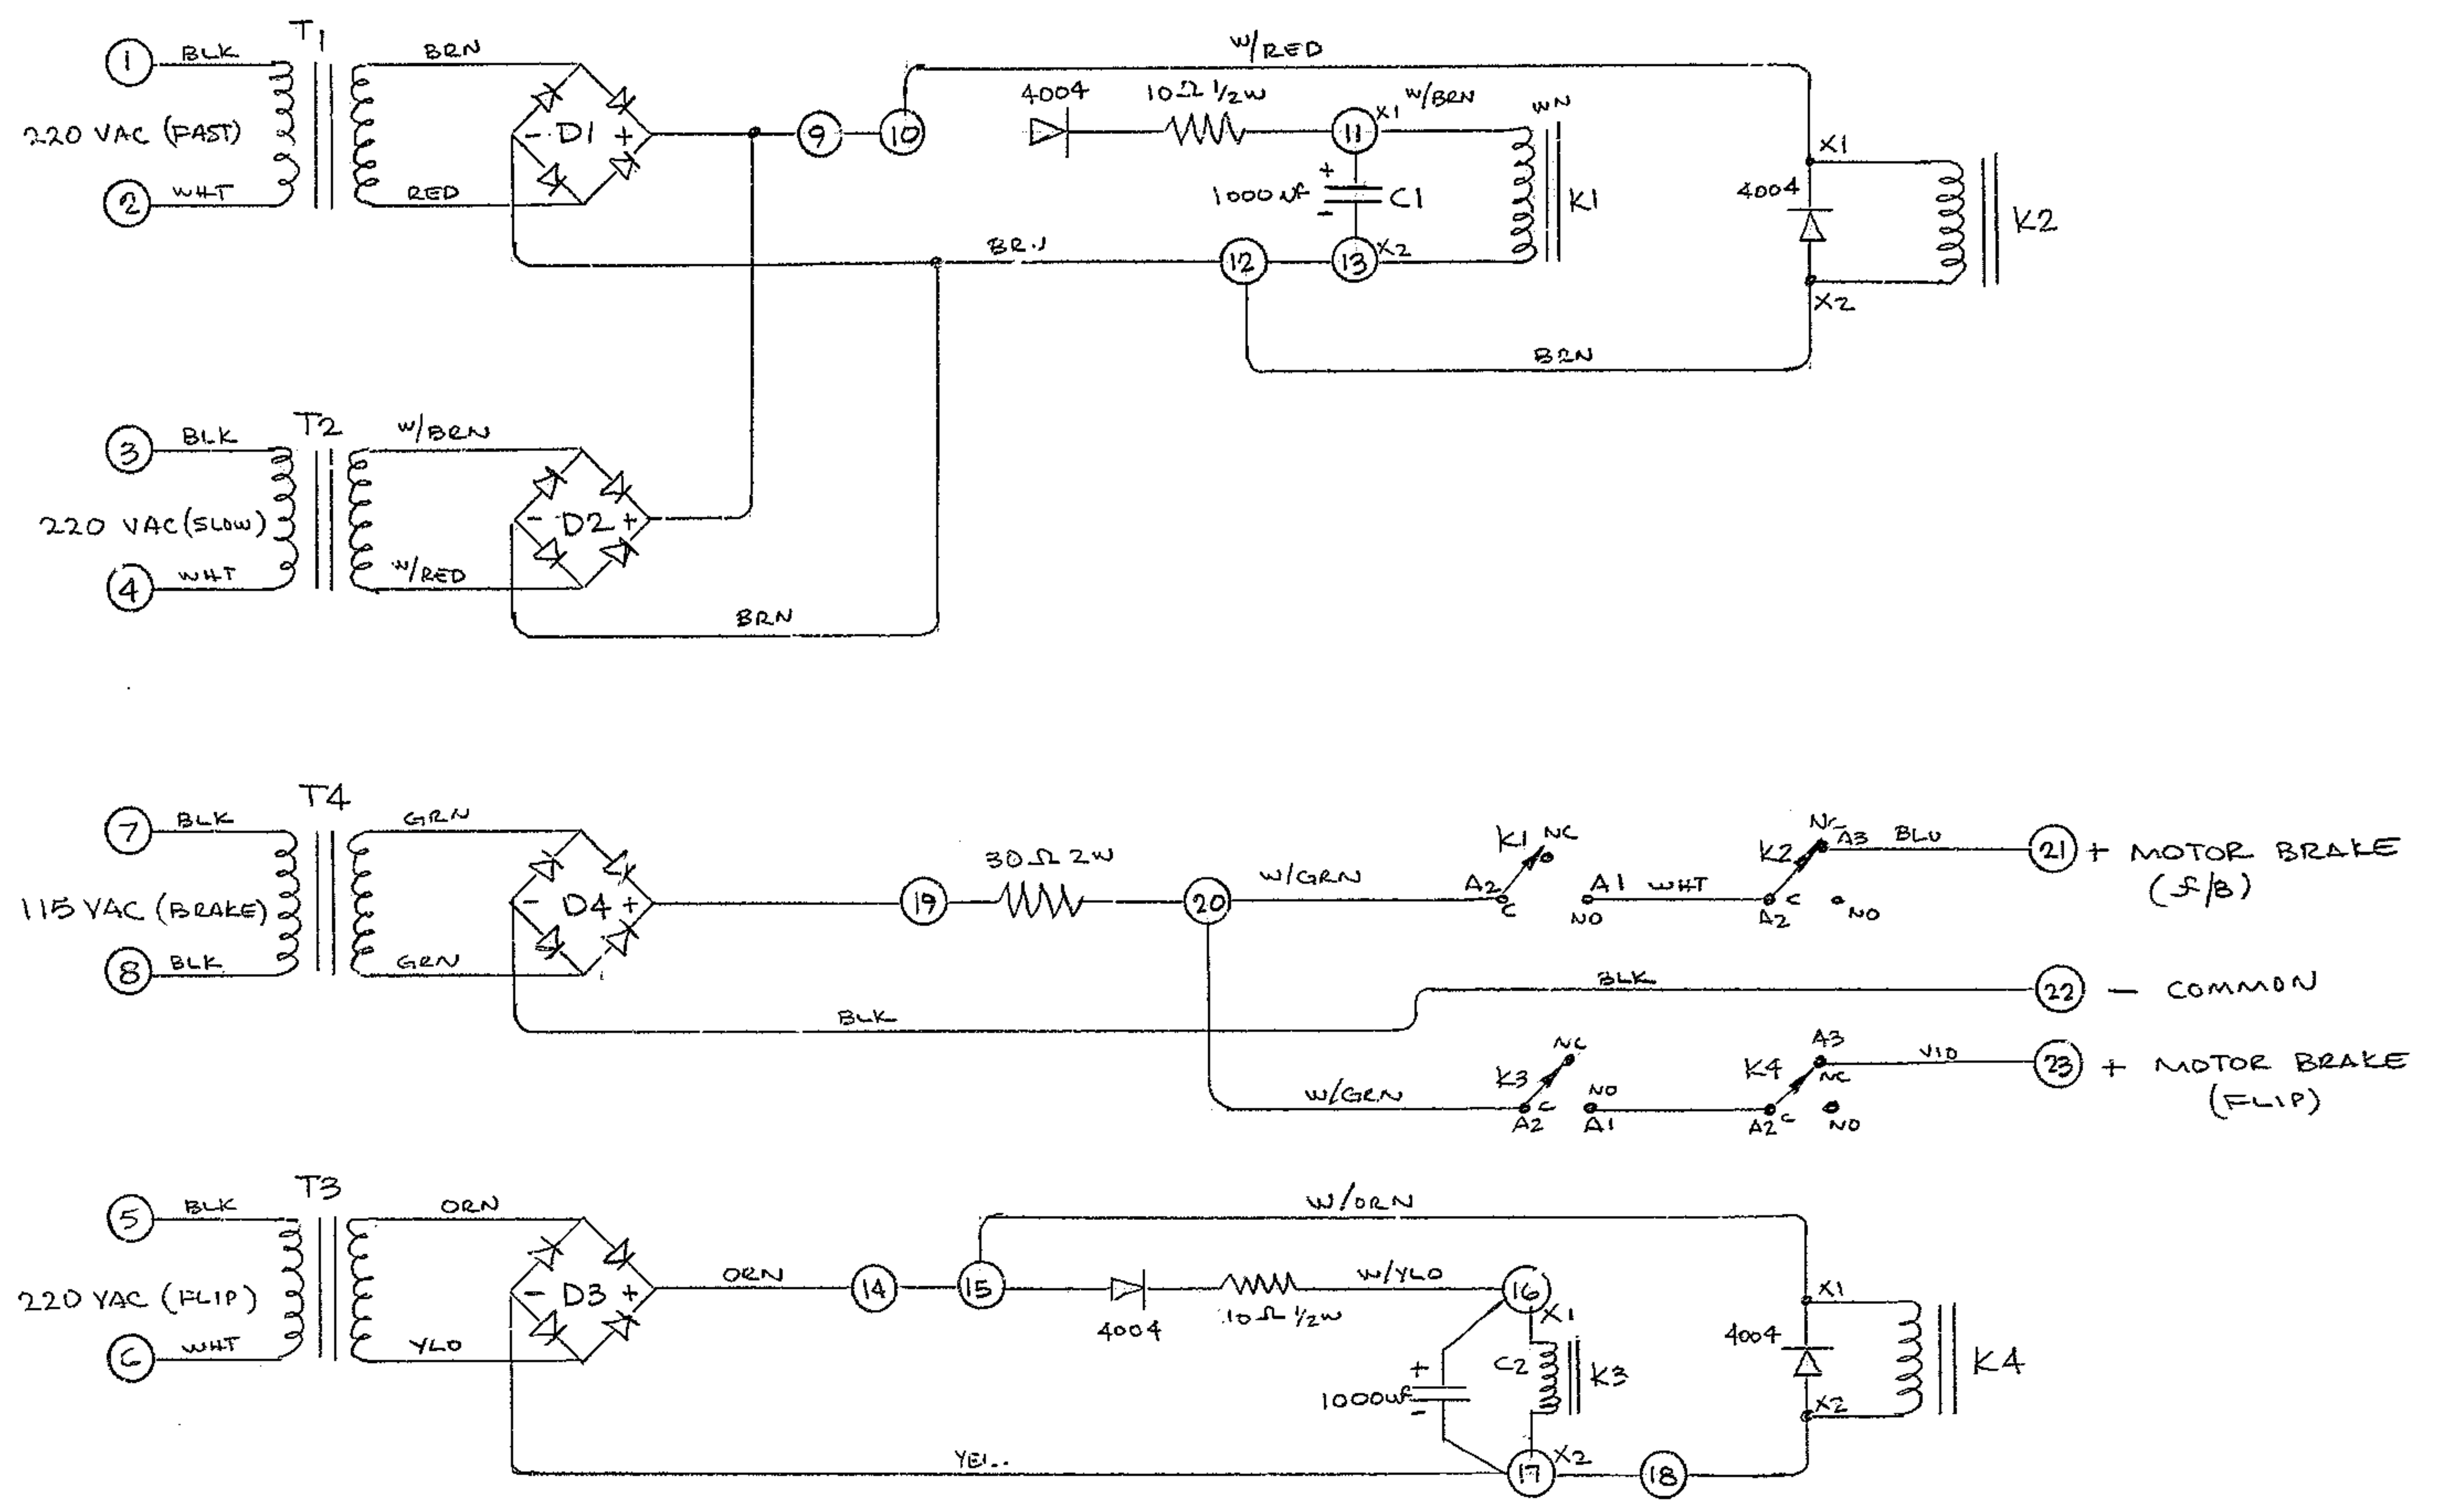 T1
1 BLK BRN
220 VAC (FAST) - D1 + 9 10
2 WHT RED
W/RED
4004 10Ω 1/2W 11 X1 W/BRN
1000uf + - C1 K1
BRN 12 13 X2
X1
4004 K2
X2
BRN
T2
3 BLK W/BRN
220 VAC (SLOW) - D2 +
4 WHT W/RED
BRN
T4
7 BLK GRN
115 VAC (BRAKE) - D4 + 19 30Ω 2W 20 W/GRN
8 BLK GRN
BLK
K1 NC
A2 C A1 NO WHT
K2 NC A3 BLU 21 + MOTOR BRAKE
A2 C NO (F/B)
BLK 22 - COMMON
W/GRN K3 NC
A2 C NO A1
K4 A3 NC VIO 23 + MOTOR BRAKE
A2 C NO (FLIP)
T3
5 BLK ORN
220 VAC (FLIP) - D3 + ORN 14 15
6 WHT YLO
W/ORN
4004 10Ω 1/2W W/YLO 16 X1
1000uf + - C2 K3
17 X2 18
X1
4004 K4
X2